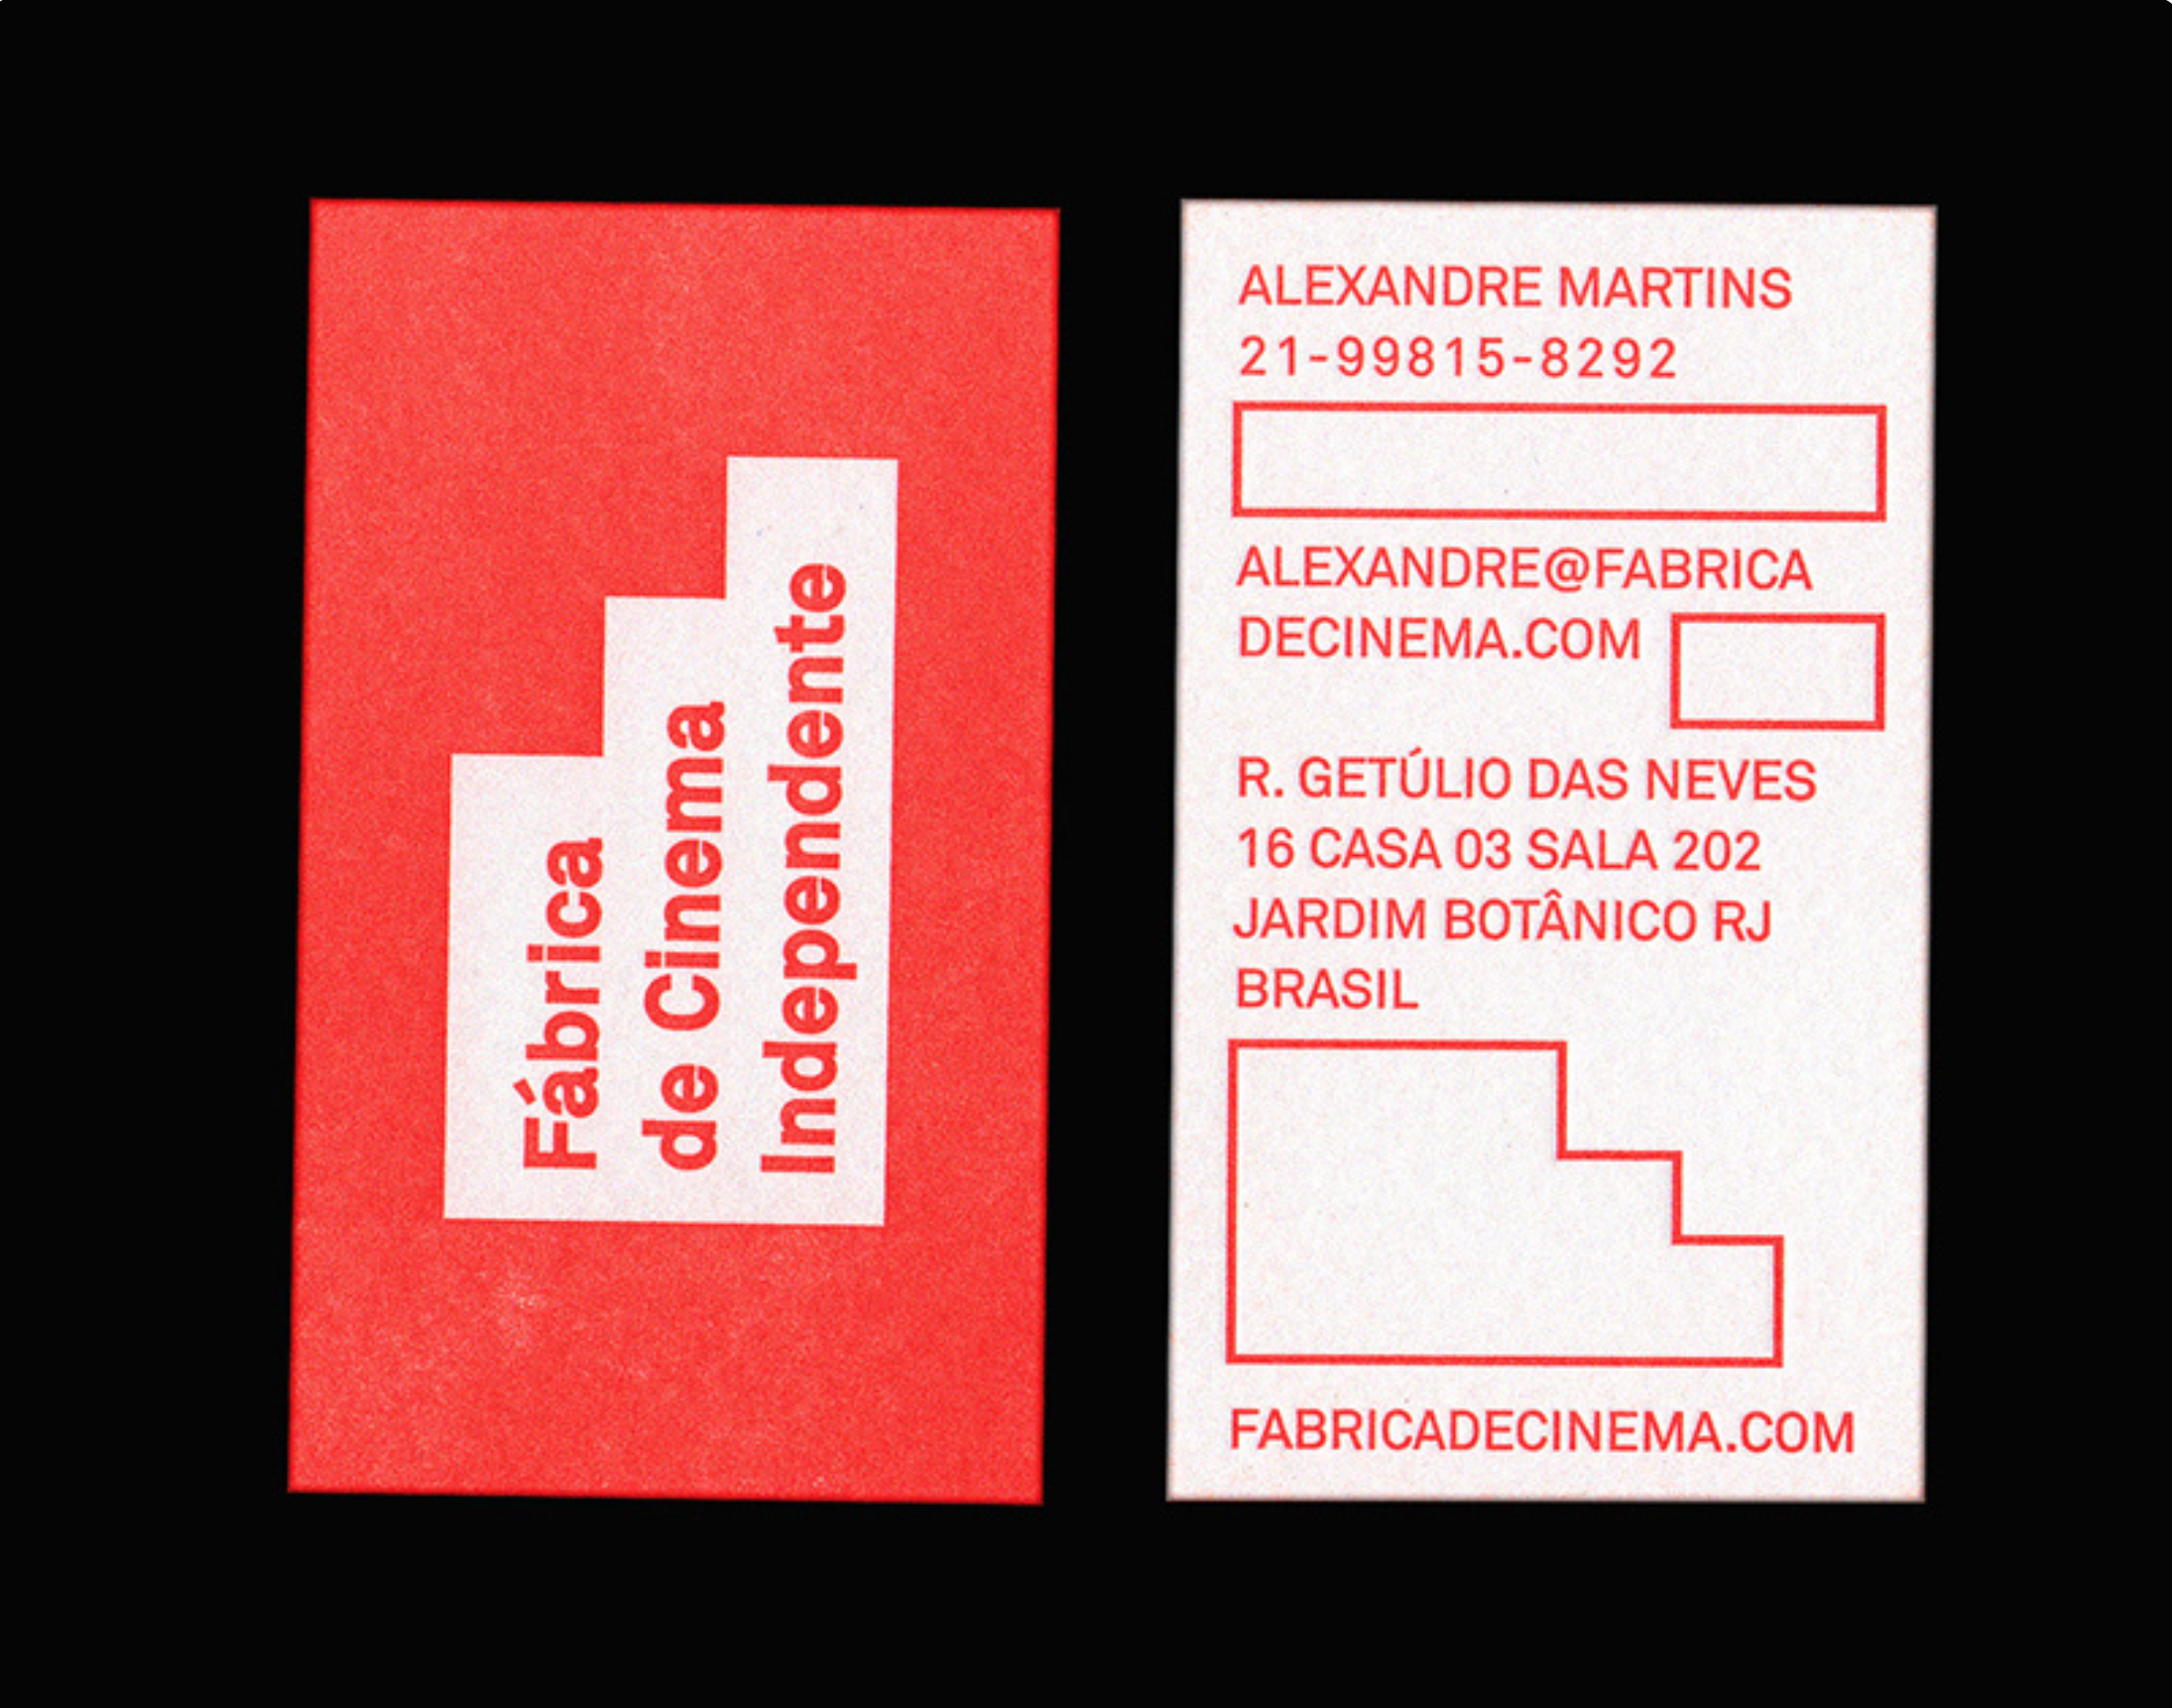 Fábrica
de Cinema
Independente
ALEXANDRE MARTINS
21-99815-8292
ALEXANDRE@FABRICA
DECINEMA.COM
R. GETÚLIO DAS NEVES
16 CASA 03 SALA 202
JARDIM BOTÂNICO RJ
BRASIL
FABRICADECINEMA.COM